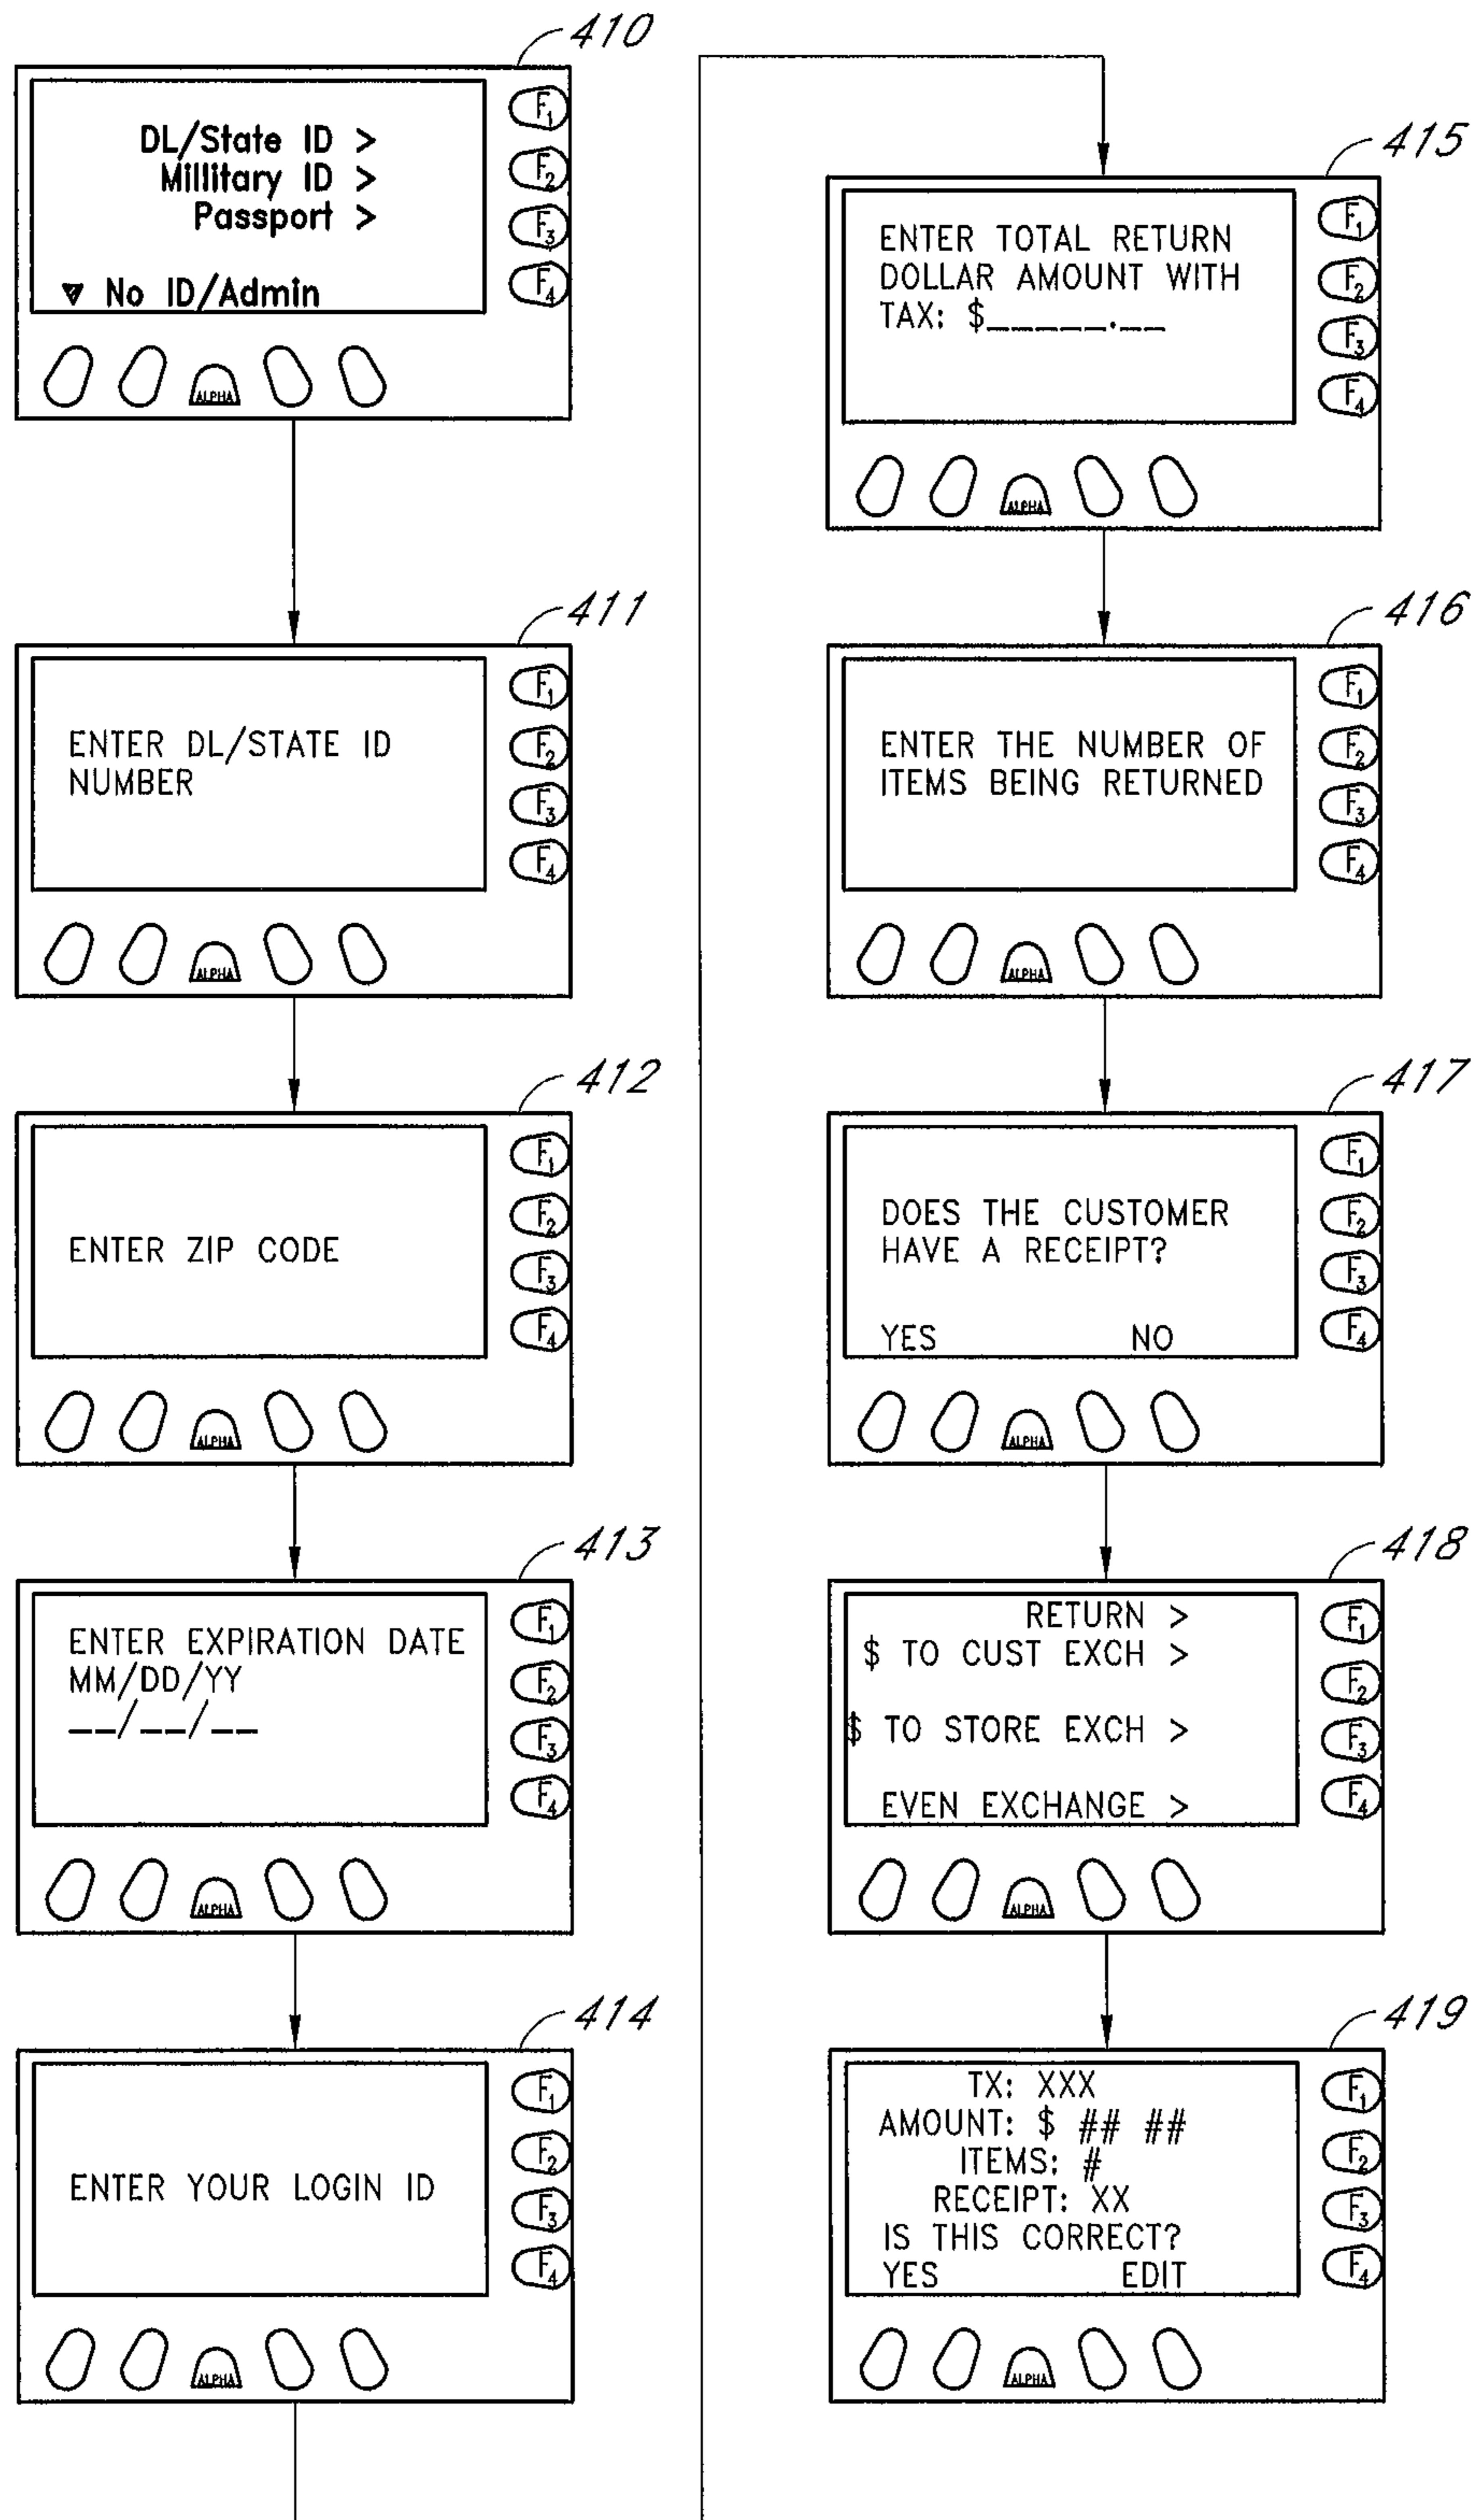 410
DL/State ID >
Millitary ID >
Passport >
▼ No ID/Admin
F1
F2
F3
F4
ALPHA
411
ENTER DL/STATE ID
NUMBER
F1
F2
F3
F4
ALPHA
412
ENTER ZIP CODE
F1
F2
F3
F4
ALPHA
413
ENTER EXPIRATION DATE
MM/DD/YY
__/__/__
F1
F2
F3
F4
ALPHA
414
ENTER YOUR LOGIN ID
F1
F2
F3
F4
ALPHA
415
ENTER TOTAL RETURN
DOLLAR AMOUNT WITH
TAX: $_____.__
F1
F2
F3
F4
ALPHA
416
ENTER THE NUMBER OF
ITEMS BEING RETURNED
F1
F2
F3
F4
ALPHA
417
DOES THE CUSTOMER
HAVE A RECEIPT?
YES NO
F1
F2
F3
F4
ALPHA
418
RETURN >
$ TO CUST EXCH >
$ TO STORE EXCH >
EVEN EXCHANGE >
F1
F2
F3
F4
ALPHA
419
TX: XXX
AMOUNT: $ ## ##
ITEMS: #
RECEIPT: XX
IS THIS CORRECT?
YES EDIT
F1
F2
F3
F4
ALPHA